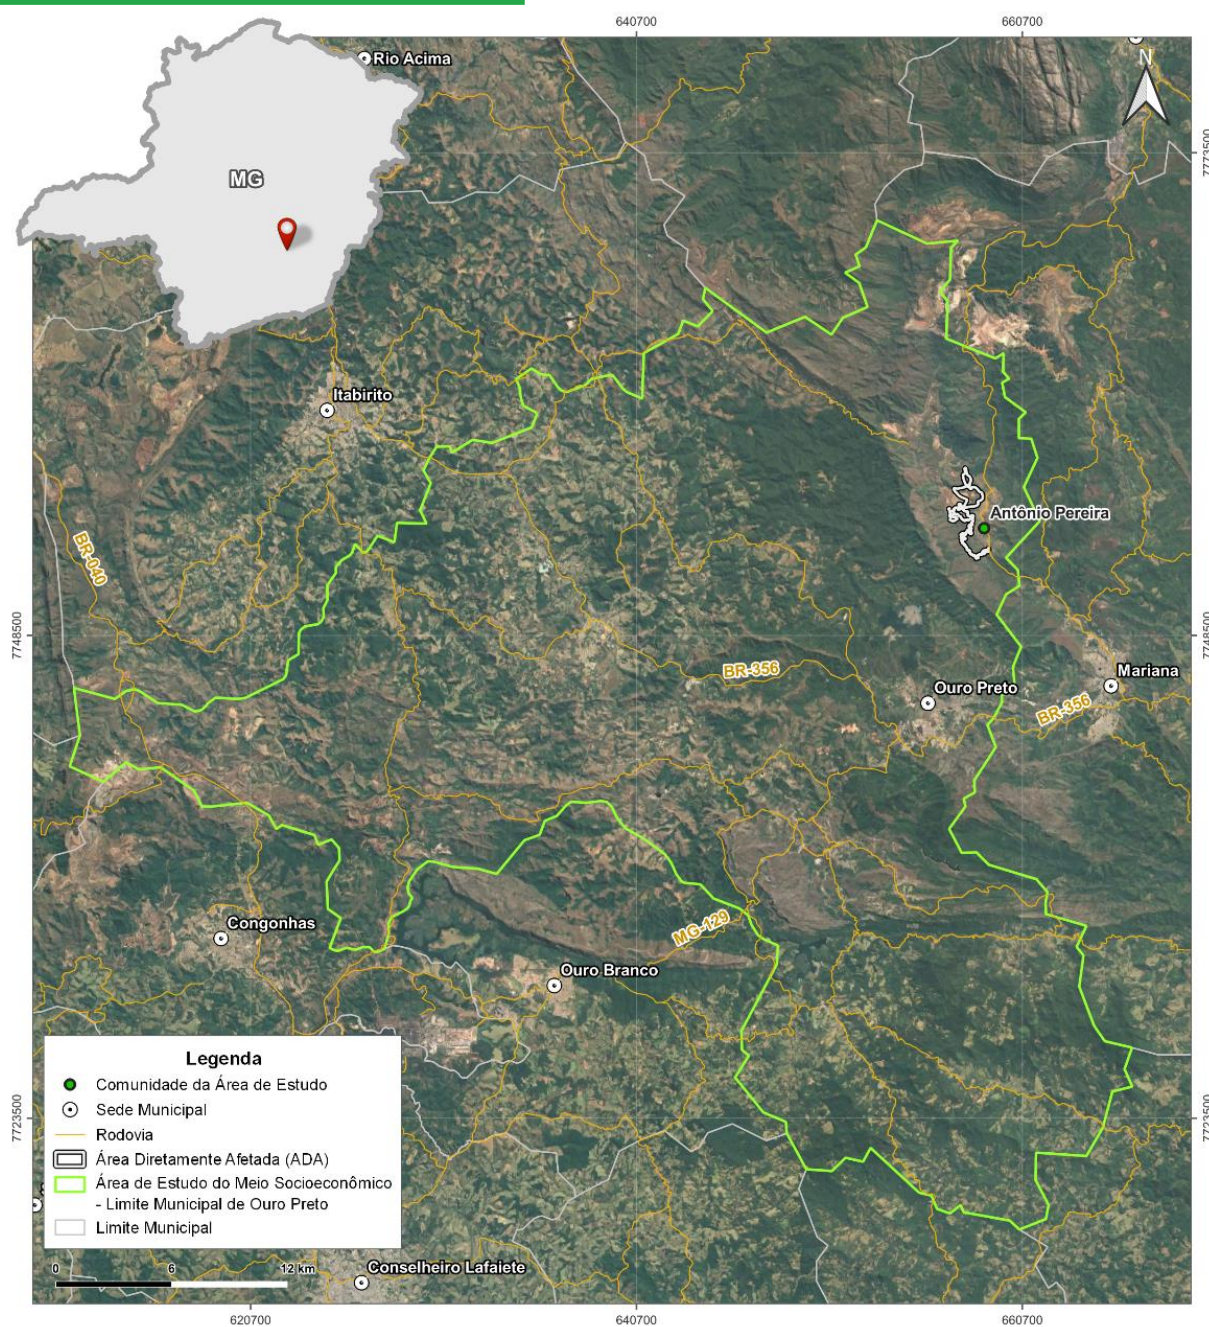 640700
660700
N
Rio Acima
7773500
7773500
MG
Itabirito
Antônio Pereira
BR-040
7748500
7748500
BR-356
Mariana
Ouro Preto
BR-356
Congonhas
MG-129
Ouro Branco
Legenda
Comunidade da Área de Estudo
Sede Municipal
Rodovia
Área Diretamente Afetada (ADA)
Área de Estudo do Meio Socioeconômico
- Limite Municipal de Ouro Preto
Limite Municipal
7723500
7723500
0 6 12 km
Conselheiro Lafaiete
620700
640700
660700